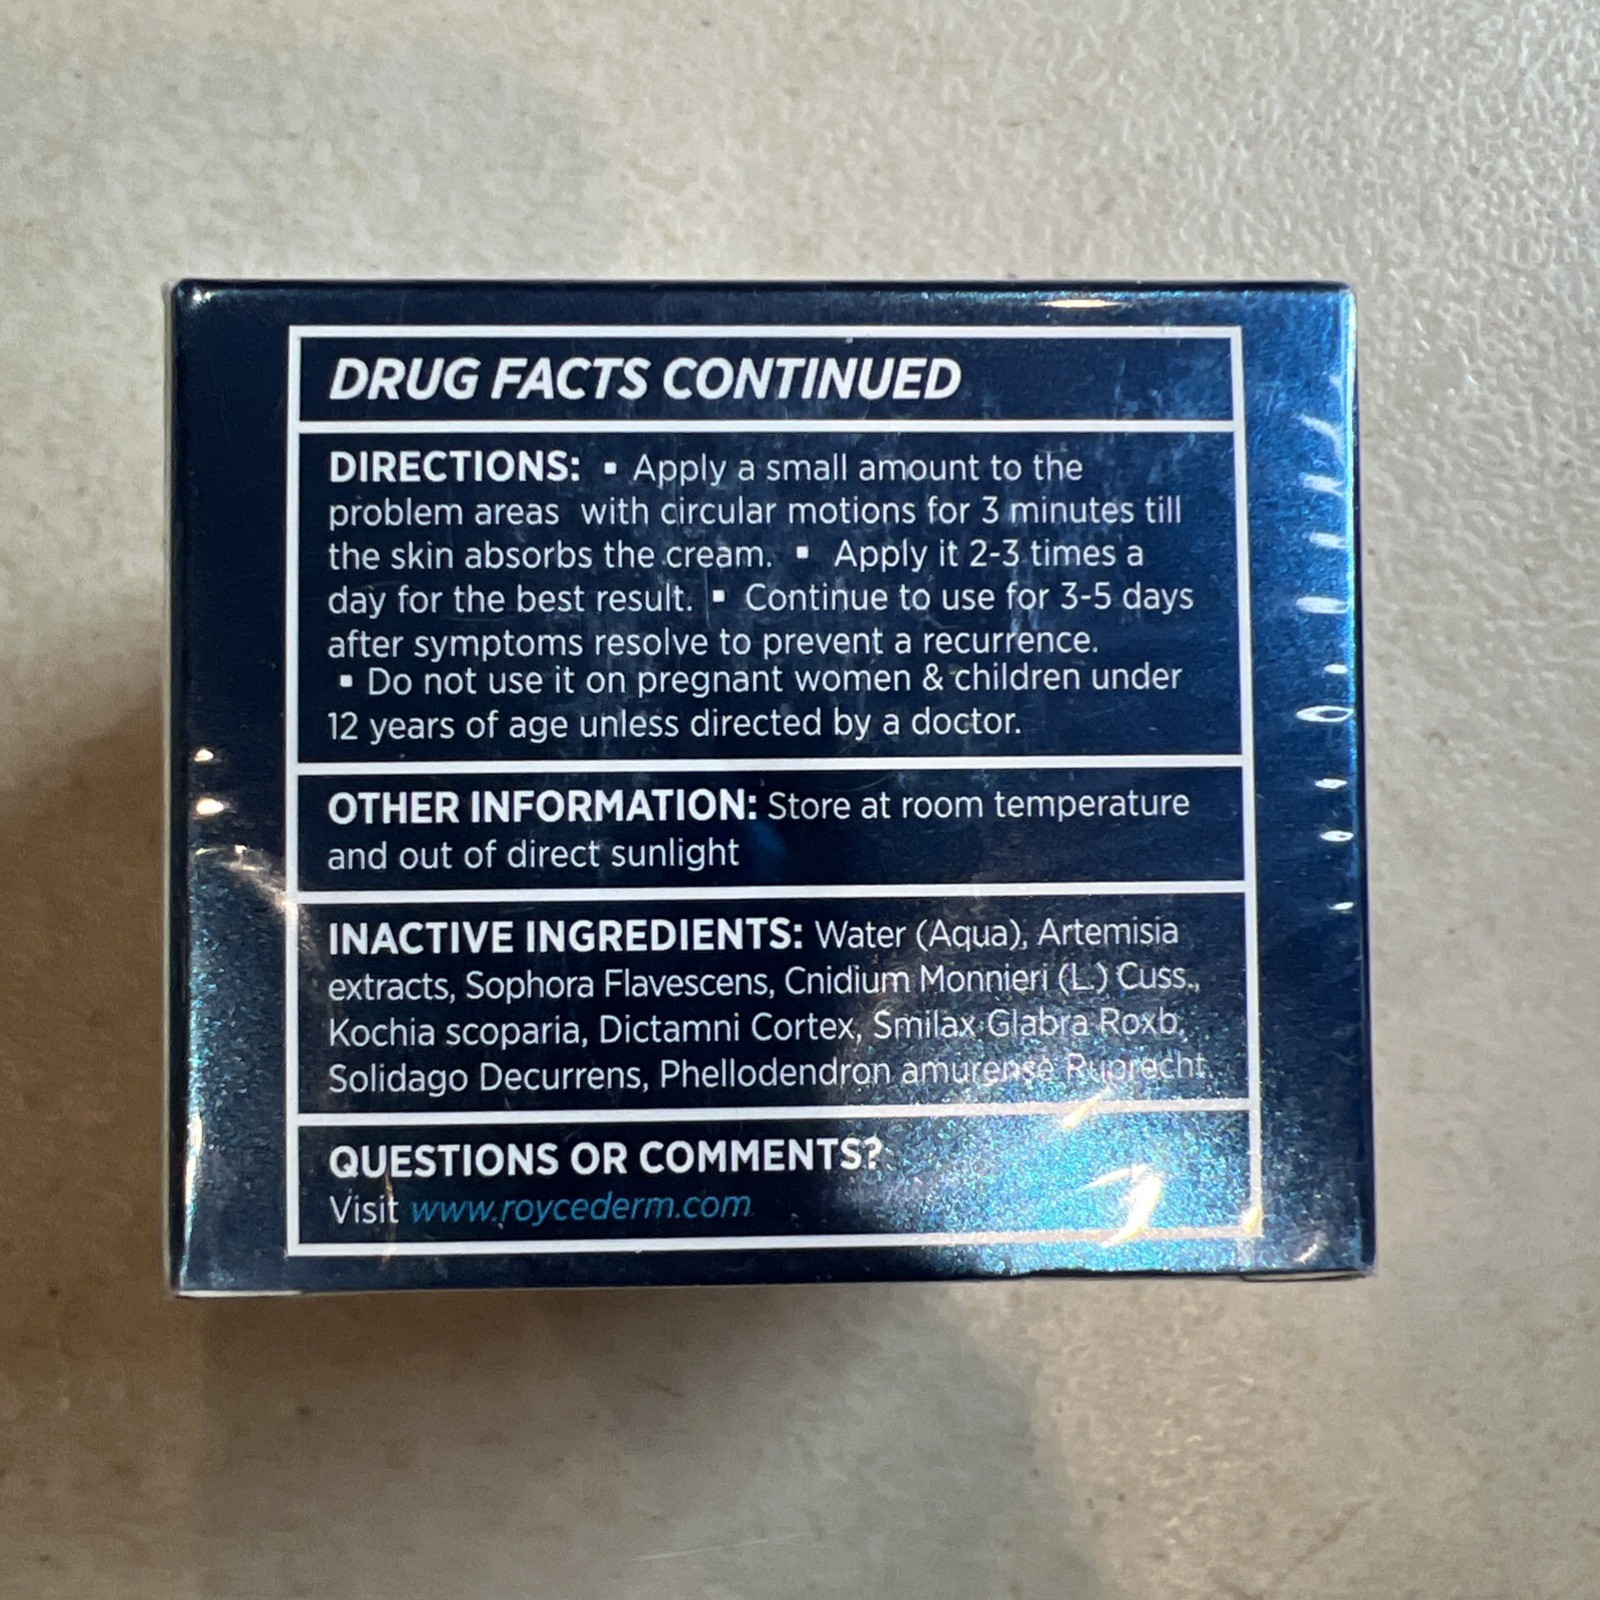 DRUG FACTS CONTINUED
DIRECTIONS: ▪ Apply a small amount to the
problem areas with circular motions for 3 minutes till
the skin absorbs the cream. ▪ Apply it 2-3 times a
day for the best result. ▪ Continue to use for 3-5 days
after symptoms resolve to prevent a recurrence.
▪ Do not use it on pregnant women & children under
12 years of age unless directed by a doctor.
OTHER INFORMATION: Store at room temperature
and out of direct sunlight
INACTIVE INGREDIENTS: Water (Aqua), Artemisia
extracts, Sophora Flavescens, Cnidium Monnieri (L.) Cuss.,
Kochia scoparia, Dictamni Cortex, Smilax Glabra Roxb,
Solidago Decurrens, Phellodendron amurense Ruprecht.
QUESTIONS OR COMMENTS?
Visit www.roycederm.com